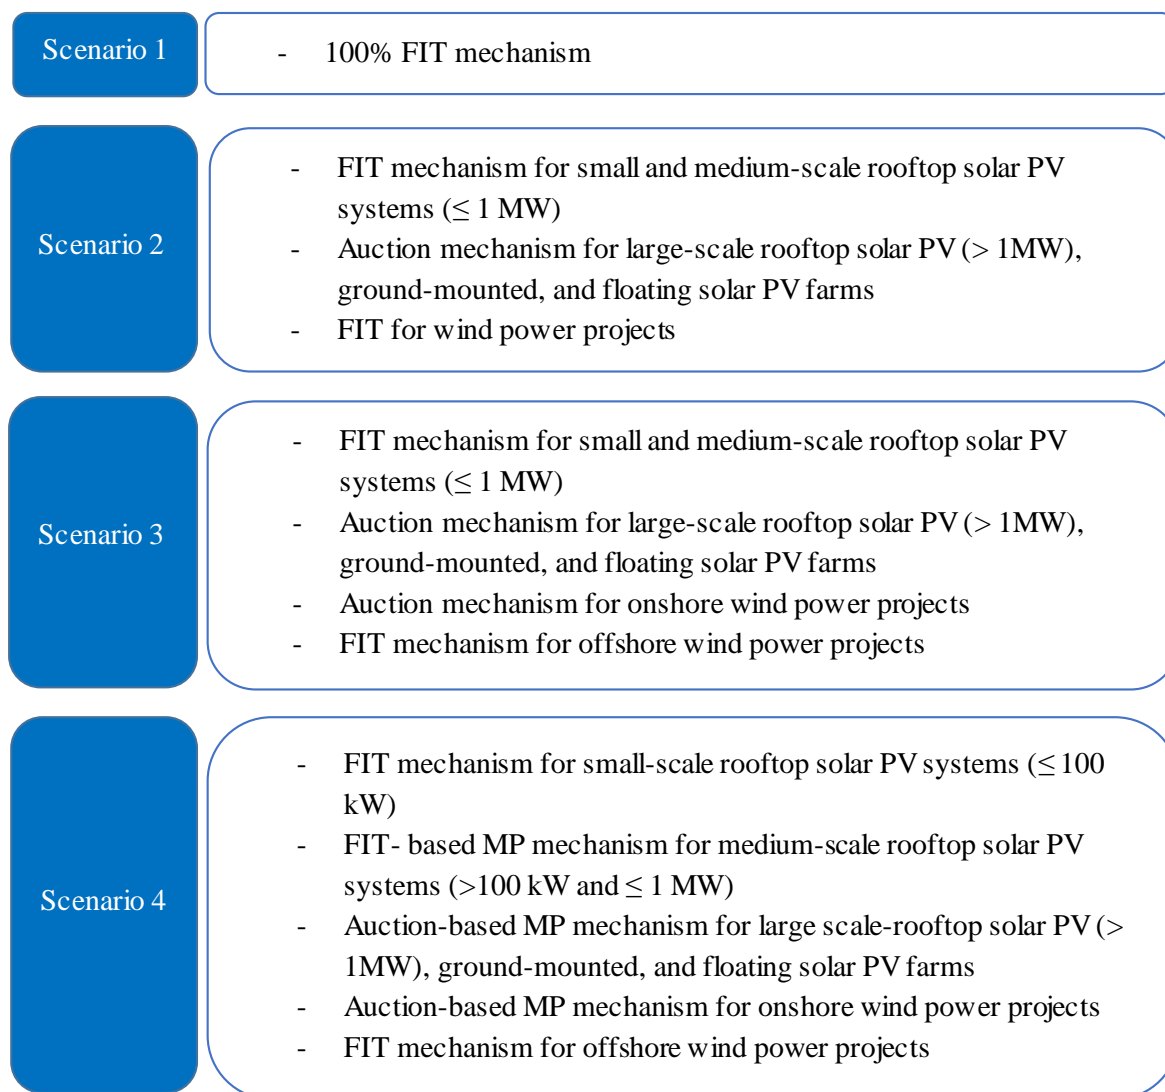 Scenario 1
- 100% FIT mechanism
Scenario 2
- FIT mechanism for small and medium-scale rooftop solar PV
systems (≤ 1 MW)
- Auction mechanism for large-scale rooftop solar PV (> 1MW),
ground-mounted, and floating solar PV farms
- FIT for wind power projects
Scenario 3
- FIT mechanism for small and medium-scale rooftop solar PV
systems (≤ 1 MW)
- Auction mechanism for large-scale rooftop solar PV (> 1MW),
ground-mounted, and floating solar PV farms
- Auction mechanism for onshore wind power projects
- FIT mechanism for offshore wind power projects
Scenario 4
- FIT mechanism for small-scale rooftop solar PV systems (≤ 100
kW)
- FIT- based MP mechanism for medium-scale rooftop solar PV
systems (>100 kW and ≤ 1 MW)
- Auction-based MP mechanism for large scale-rooftop solar PV (>
1MW), ground-mounted, and floating solar PV farms
- Auction-based MP mechanism for onshore wind power projects
- FIT mechanism for offshore wind power projects